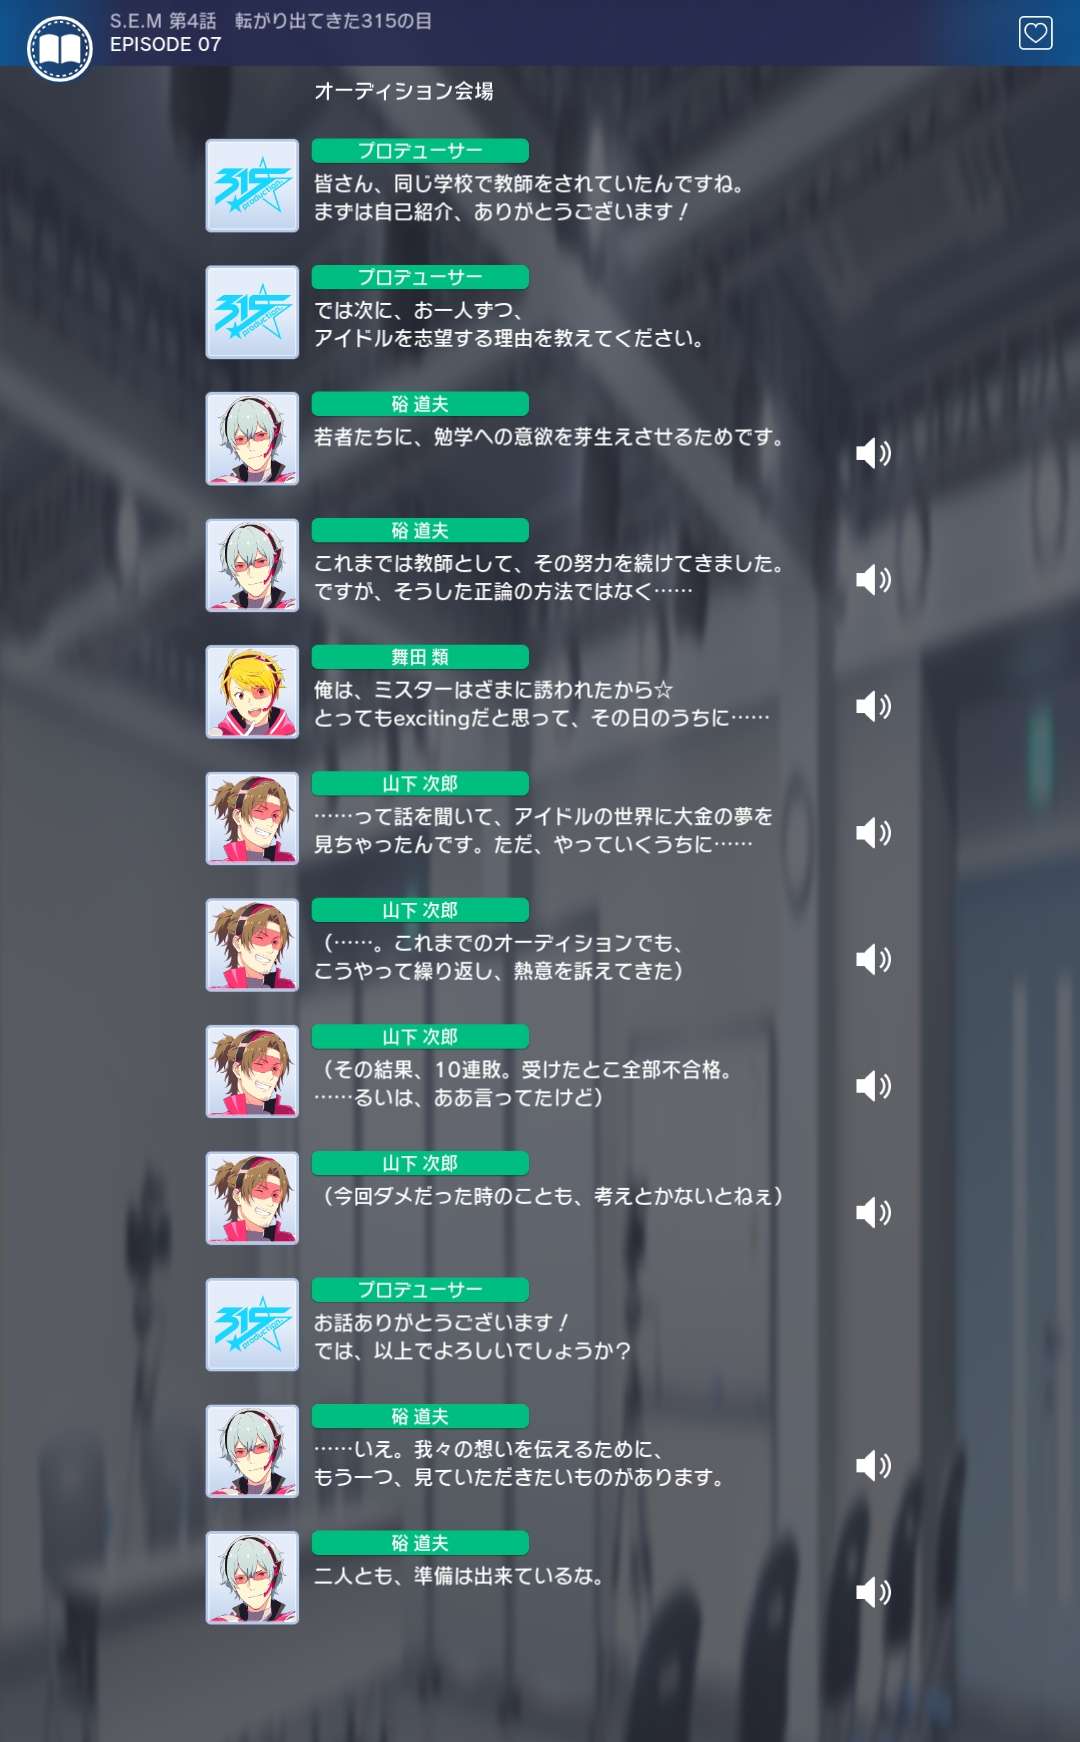 S.E.M 第4話　転がり出てきた315の目
EPISODE 07
オーディション会場
315 production
プロデューサー
皆さん、同じ学校で教師をされていたんですね。
まずは自己紹介、ありがとうございます！
315 production
プロデューサー
では次に、お一人ずつ、
アイドルを志望する理由を教えてください。
硲 道夫
若者たちに、勉学への意欲を芽生えさせるためです。
硲 道夫
これまでは教師として、その努力を続けてきました。
ですが、そうした正論の方法ではなく……
舞田 類
俺は、ミスターはざまに誘われたから☆
とってもexcitingだと思って、その日のうちに……
山下 次郎
……って話を聞いて、アイドルの世界に大金の夢を
見ちゃったんです。ただ、やっていくうちに……
山下 次郎
（……。これまでのオーディションでも、
こうやって繰り返し、熱意を訴えてきた）
山下 次郎
（その結果、10連敗。受けたとこ全部不合格。
……るいは、ああ言ってたけど）
山下 次郎
（今回ダメだった時のことも、考えとかないとねぇ）
315 production
プロデューサー
お話ありがとうございます！
では、以上でよろしいでしょうか？
硲 道夫
……いえ。我々の想いを伝えるために、
もう一つ、見ていただきたいものがあります。
硲 道夫
二人とも、準備は出来ているな。